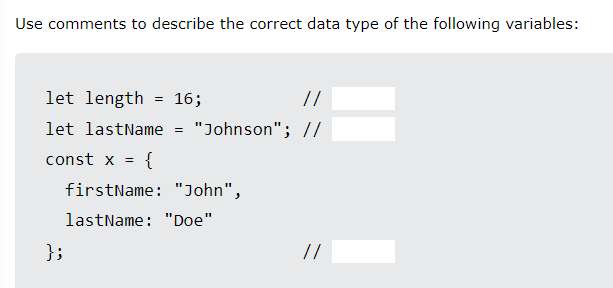 Use comments to describe the correct data type of the following variables:
let length = 16; //
let lastName = "Johnson"; //
const x = {
firstName: "John",
lastName: "Doe"
}; //